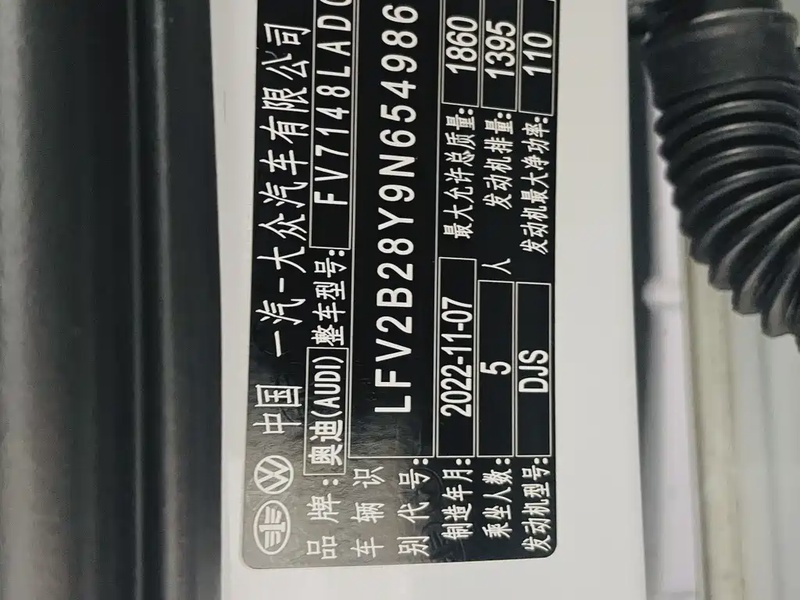 中国 一汽-大众汽车有限公司
品牌: 奥迪(AUDI) 整车型号: FV7148LADC
车辆识别代号: LFV2B28Y9N654986
制造年月: 2022-11-07 最大允许总质量: 1860
乘坐人数: 5 人 发动机排量: 1395
发动机型号: DJS 发动机最大净功率: 110